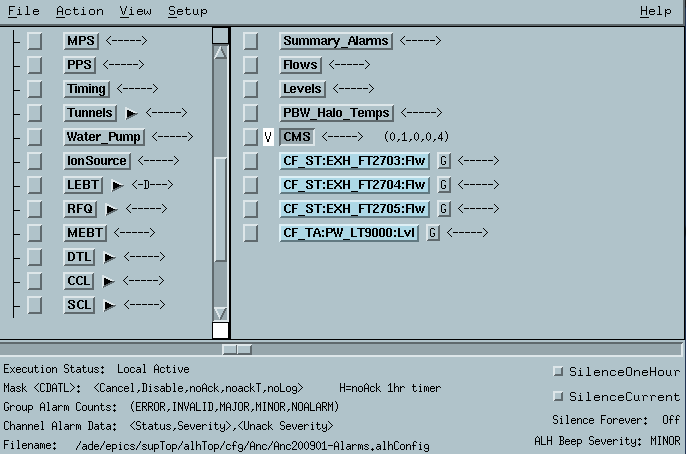 File Action View Setup Help
MPS <----->
PPS <----->
Timing <----->
Tunnels <----->
Water_Pump <----->
IonSource <----->
LEBT <-D--->
RFQ <----->
MEBT <----->
DTL <----->
CCL <----->
SCL <----->
Summary_Alarms <----->
Flows <----->
Levels <----->
PBW_Halo_Temps <----->
V CMS <-----> (0,1,0,0,4)
CF_ST:EXH_FT2703:Flw G <----->
CF_ST:EXH_FT2704:Flw G <----->
CF_ST:EXH_FT2705:Flw G <----->
CF_TA:PW_LT9000:Lvl G <----->
Execution Status: Local Active
Mask <CDATL>: <Cancel,Disable,noAck,noackT,noLog> H=noAck 1hr timer
Group Alarm Counts: (ERROR,INVALID,MAJOR,MINOR,NOALARM)
Channel Alarm Data: <Status,Severity>,<Unack Severity>
Filename: /ade/epics/supTop/alhTop/cfg/Anc/Anc200901-Alarms.alhConfig
SilenceOneHour
SilenceCurrent
Silence Forever: Off
ALH Beep Severity: MINOR